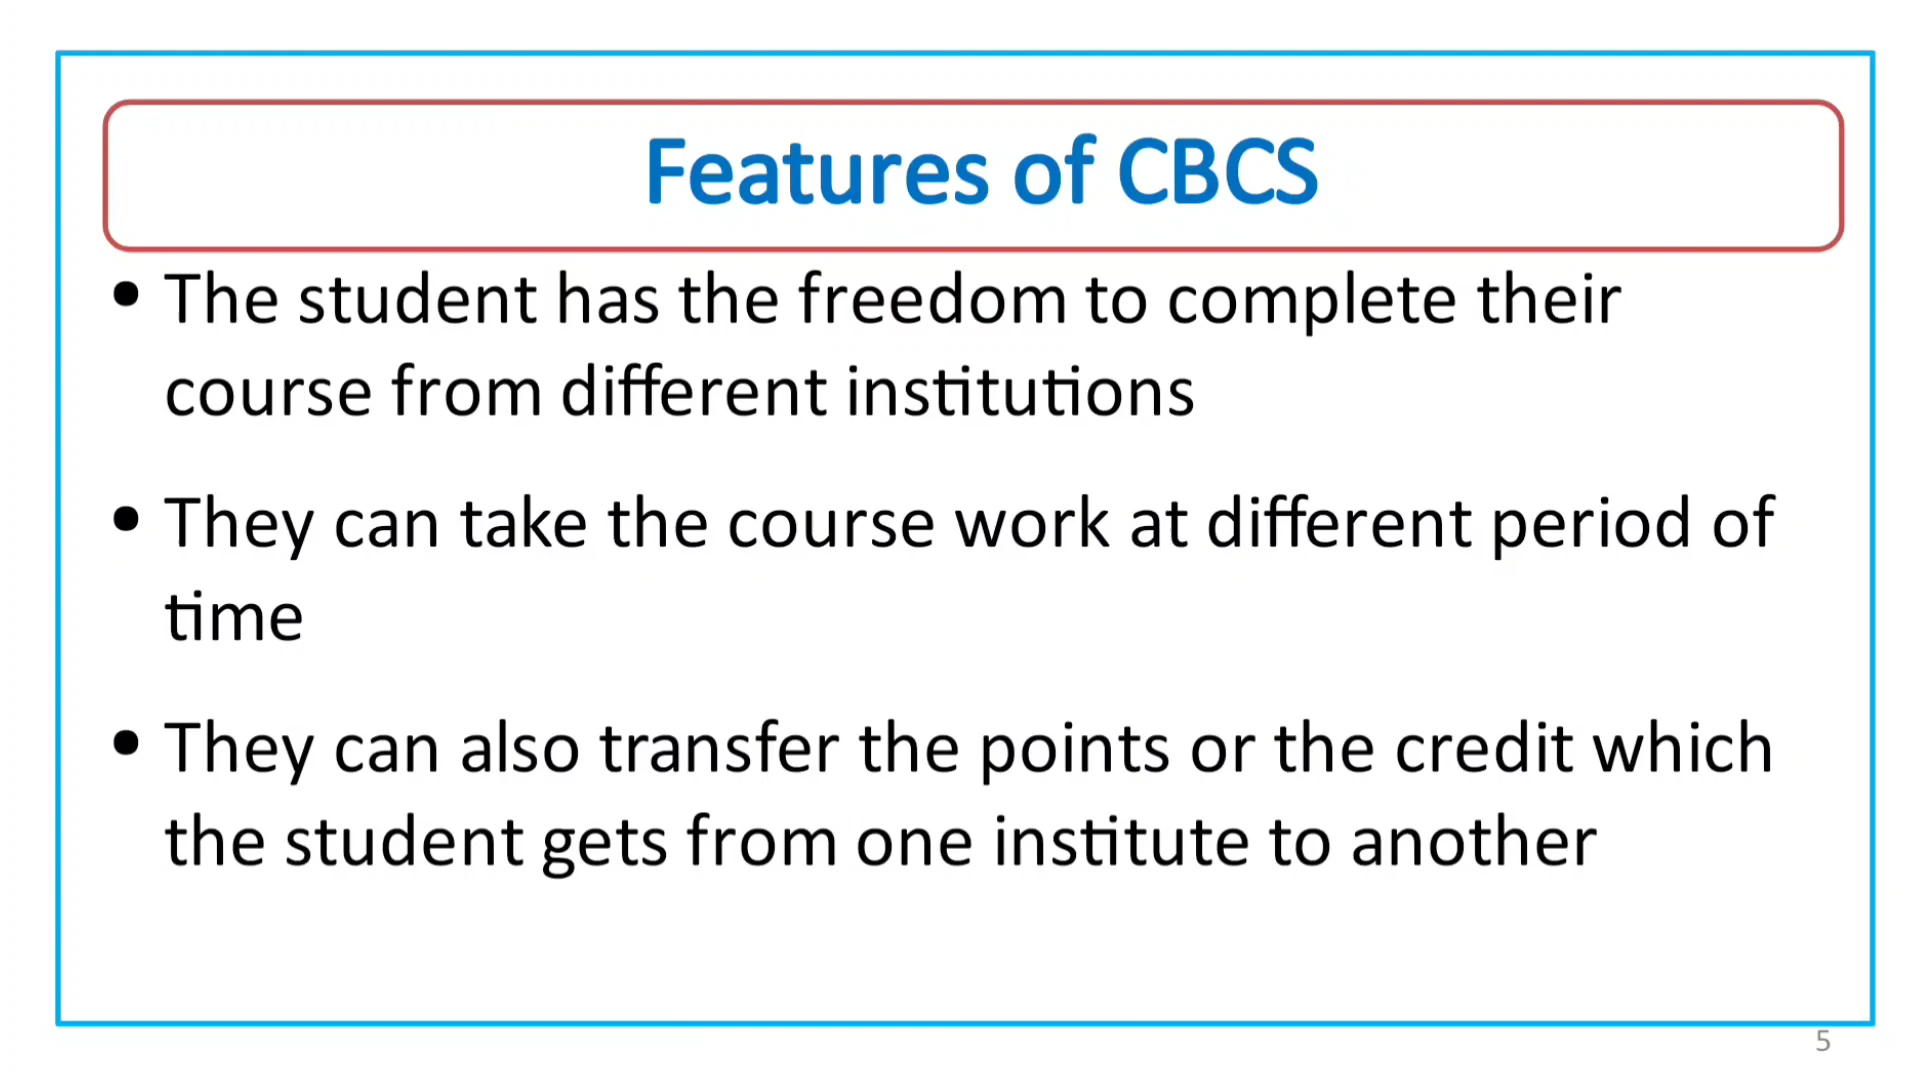 Features of CBCS
• The student has the freedom to complete their
course from different institutions
• They can take the course work at different period of
time
• They can also transfer the points or the credit which
the student gets from one institute to another
5